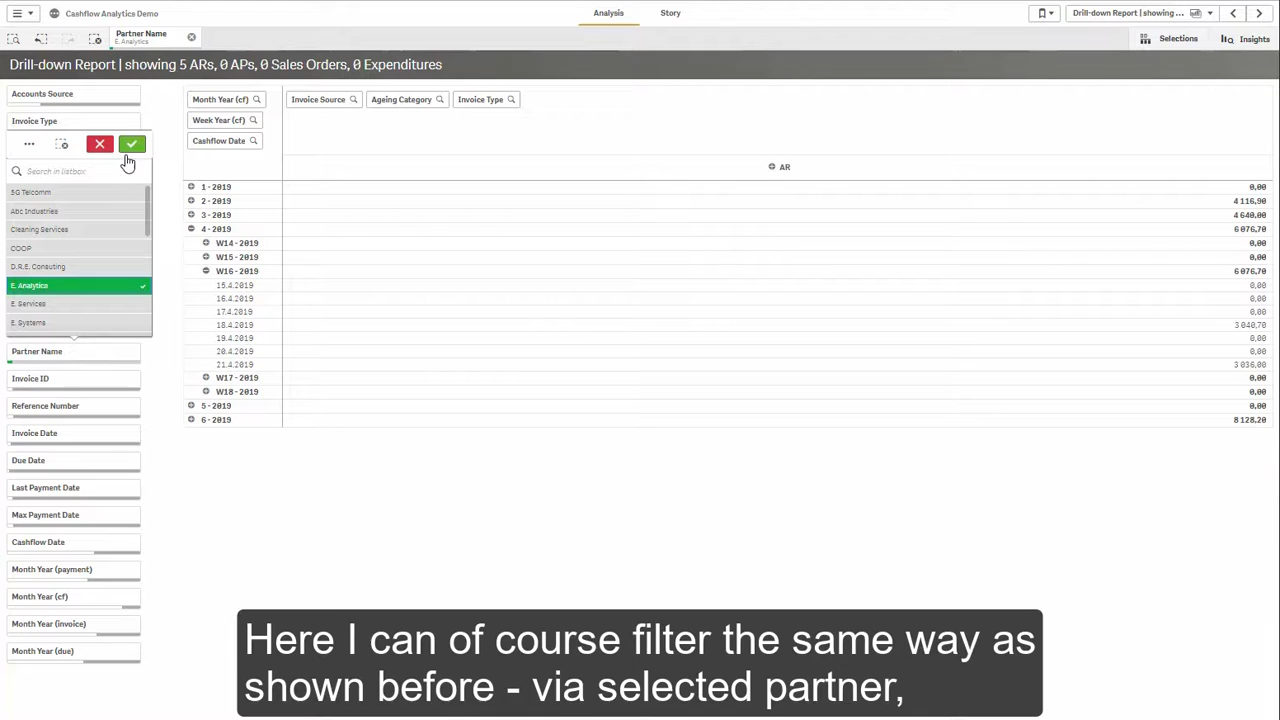 Cashflow Analytics Demo
Analysis
Story
Drill-down Report | showing ...
Partner Name
E. Analytics
Selections
Insights
Drill-down Report | showing 5 ARs, 0 APs, 0 Sales Orders, 0 Expenditures
Accounts Source
Invoice Type
Search in listbox
5G Telcomm
Abc Industries
Cleaning Services
COOP
D.R.E. Consulting
E. Analytica
E. Services
E. Systems
Partner Name
Invoice ID
Reference Number
Invoice Date
Due Date
Last Payment Date
Max Payment Date
Cashflow Date
Month Year (payment)
Month Year (cf)
Month Year (invoice)
Month Year (due)
Month Year (cf)
Invoice Source
Ageing Category
Invoice Type
Week Year (cf)
Cashflow Date
AR
1 - 2019 0,00
2 - 2019 4 116,90
3 - 2019 4 640,00
4 - 2019 6 076,70
W14 - 2019 0,00
W15 - 2019 0,00
W16 - 2019 6 076,70
15.4.2019 0,00
16.4.2019 0,00
17.4.2019 0,00
18.4.2019 3 040,70
19.4.2019 0,00
20.4.2019 0,00
21.4.2019 3 036,00
W17 - 2019 0,00
W18 - 2019 0,00
5 - 2019 0,00
6 - 2019 8 128,20
Here I can of course filter the same way as
shown before - via selected partner,